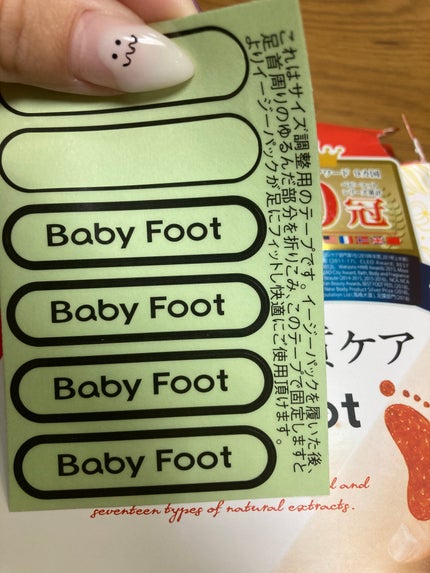 これはサイズ調整用のテープです。イージーパックを履いた後、
足首周りのゆるんだ部分を折りこみ、このテープで固定しますと
よりイージーパックが足にフィットし快適にご使用頂けます。
Baby Foot
Baby Foot
Baby Foot
Baby Foot
冠
ケア
ot
d and
seventeen types of natural extracts.